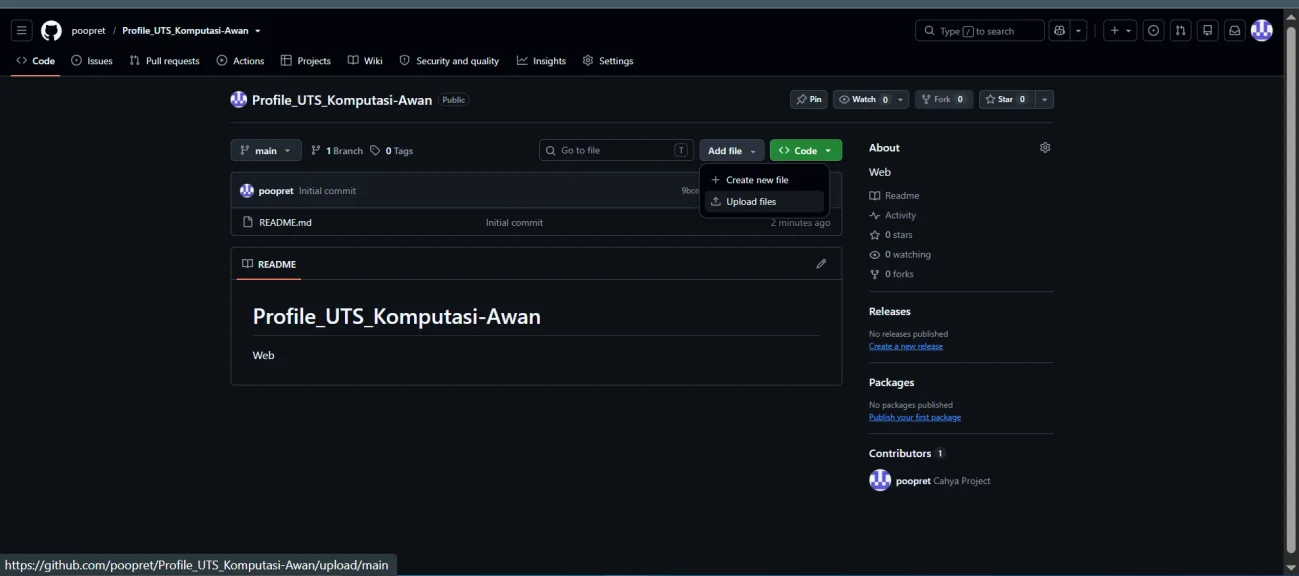 poopret / Profile_UTS_Komputasi-Awan
Type / to search
Code Issues Pull requests Actions Projects Wiki Security and quality Insights Settings
Profile_UTS_Komputasi-Awan Public
Pin Watch 0 Fork 0 Star 0
main 1 Branch 0 Tags Go to file T Add file Code
Create new file
Upload files
poopret Initial commit 9bce
README.md Initial commit 2 minutes ago
README
Profile_UTS_Komputasi-Awan
Web
About
Web
Readme
Activity
0 stars
0 watching
0 forks
Releases
No releases published
Create a new release
Packages
No packages published
Publish your first package
Contributors 1
poopret Cahya Project
https://github.com/poopret/Profile_UTS_Komputasi-Awan/upload/main